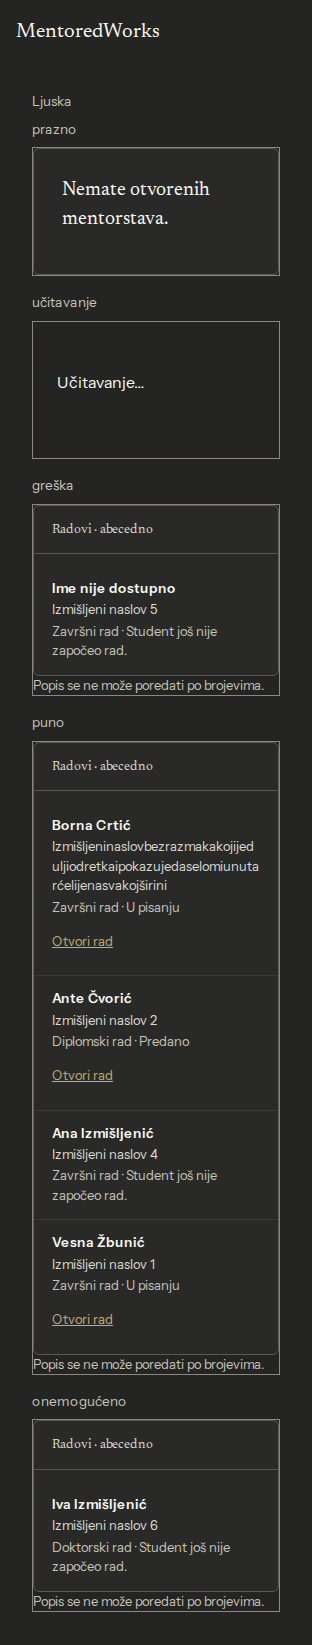 MentoredWorks
Ljuska
prazno
Nemate otvorenih
mentorstava.
učitavanje
Učitavanje…
greška
Radovi · abecedno
Ime nije dostupno
Izmišljeni naslov 5
Završni rad · Student još nije
započeo rad.
Popis se ne može poredati po brojevima.
puno
Radovi · abecedno
Borna Crtić
Izmišljeninaslovbezrazmakakojijed
uljiodretkaipokazujedaselomiunuta
rćelijenasvakojširini
Završni rad · U pisanju
Otvori rad
Ante Čvorić
Izmišljeni naslov 2
Diplomski rad · Predano
Otvori rad
Ana Izmišljenić
Izmišljeni naslov 4
Završni rad · Student još nije
započeo rad.
Vesna Žbunić
Izmišljeni naslov 1
Završni rad · U pisanju
Otvori rad
Popis se ne može poredati po brojevima.
onemogućeno
Radovi · abecedno
Iva Izmišljenić
Izmišljeni naslov 6
Doktorski rad · Student još nije
započeo rad.
Popis se ne može poredati po brojevima.